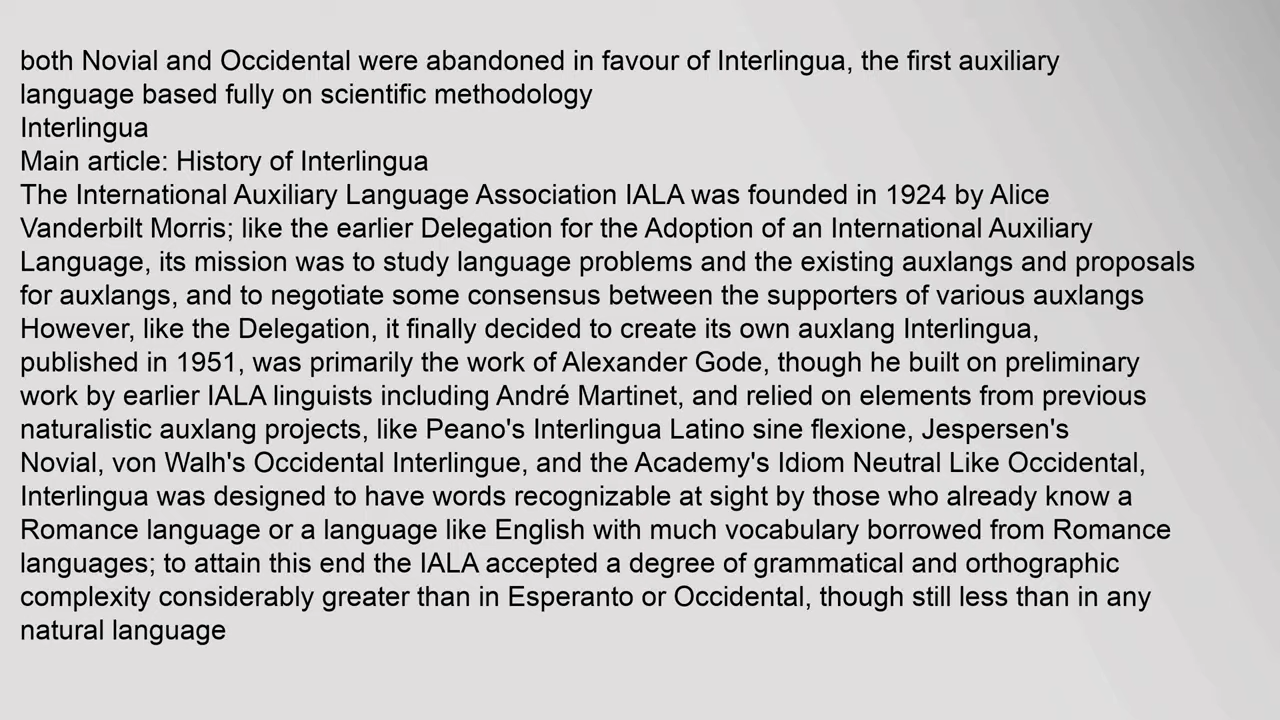 both Novial and Occidental were abandoned in favour of Interlingua, the first auxiliary
language based fully on scientific methodology
Interlingua
Main article: History of Interlingua
The International Auxiliary Language Association IALA was founded in 1924 by Alice
Vanderbilt Morris; like the earlier Delegation for the Adoption of an International Auxiliary
Language, its mission was to study language problems and the existing auxlangs and proposals
for auxlangs, and to negotiate some consensus between the supporters of various auxlangs
However, like the Delegation, it finally decided to create its own auxlang Interlingua,
published in 1951, was primarily the work of Alexander Gode, though he built on preliminary
work by earlier IALA linguists including André Martinet, and relied on elements from previous
naturalistic auxlang projects, like Peano's Interlingua Latino sine flexione, Jespersen's
Novial, von Walh's Occidental Interlingue, and the Academy's Idiom Neutral Like Occidental,
Interlingua was designed to have words recognizable at sight by those who already know a
Romance language or a language like English with much vocabulary borrowed from Romance
languages; to attain this end the IALA accepted a degree of grammatical and orthographic
complexity considerably greater than in Esperanto or Occidental, though still less than in any
natural language